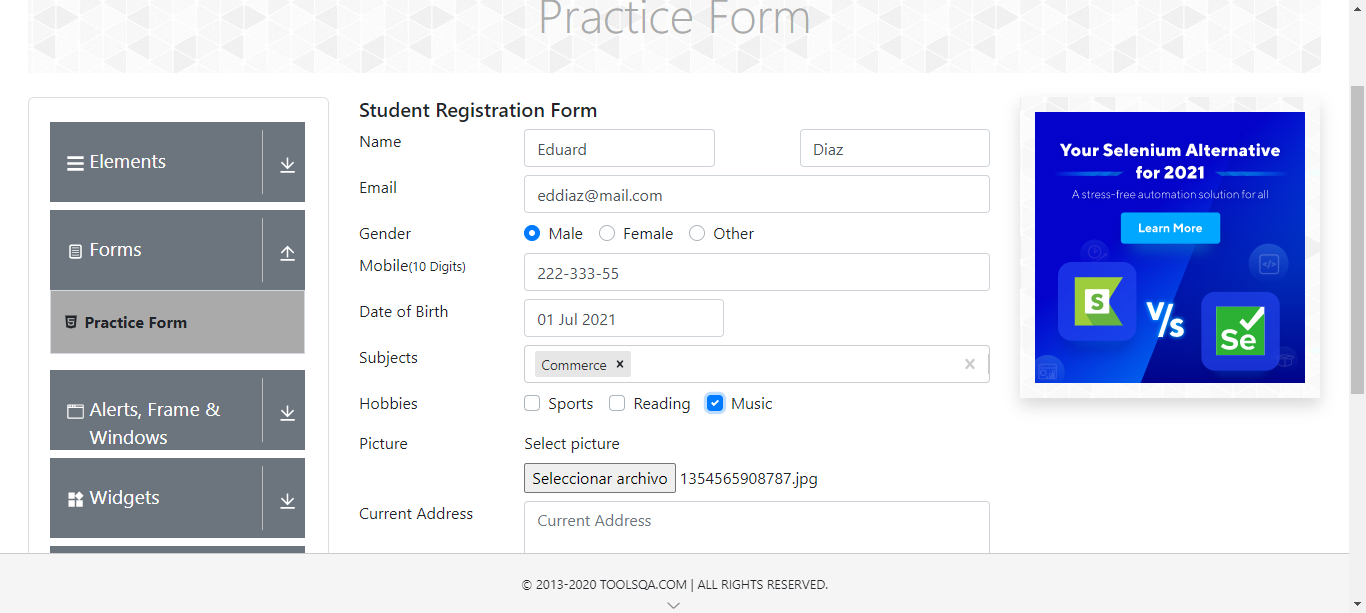 Practice Form
Elements
Forms
Practice Form
Alerts, Frame &
Windows
Widgets
Student Registration Form
Name
Eduard
Diaz
Email
eddiaz@mail.com
Gender
Male
Female
Other
Mobile(10 Digits)
222-333-55
Date of Birth
01 Jul 2021
Subjects
Commerce ×
×
Hobbies
Sports
Reading
Music
Picture
Select picture
Seleccionar archivo 1354565908787.jpg
Current Address
Current Address
Your Selenium Alternative
for 2021
A stress-free automation solution for all
Learn More
S
V/s
Se
© 2013-2020 TOOLSQA.COM | ALL RIGHTS RESERVED.